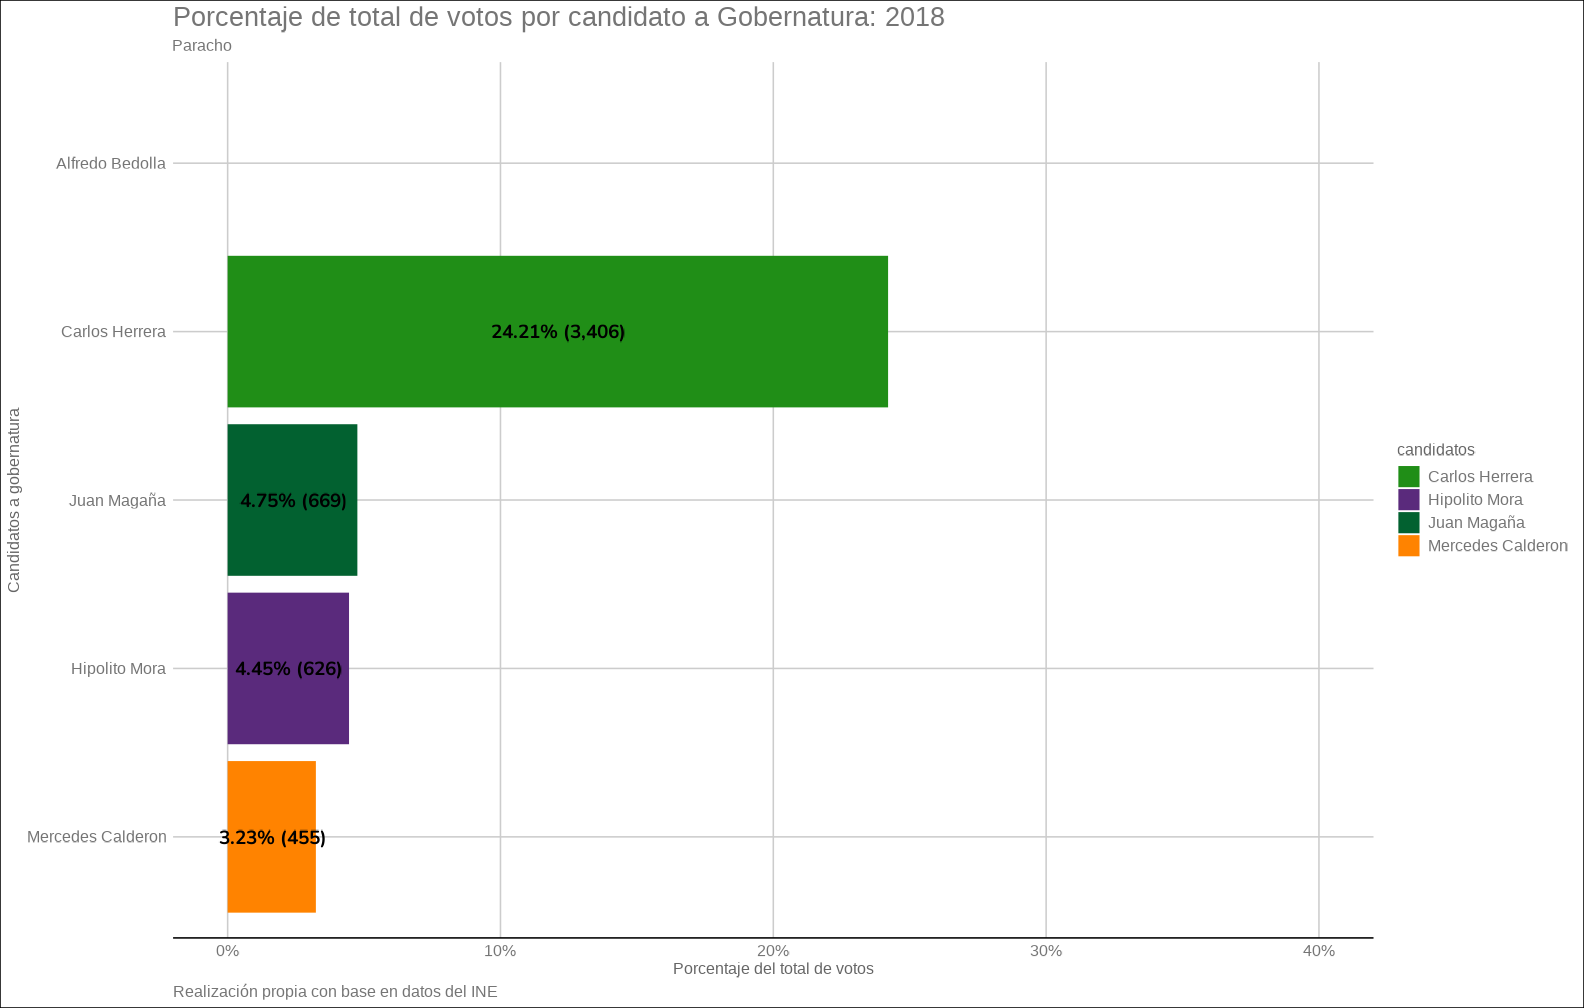 Porcentaje de total de votos por candidato a Gobernatura: 2018
Paracho
Candidatos a gobernatura
Alfredo Bedolla
Carlos Herrera
24.21% (3,406)
Juan Magaña
4.75% (669)
Hipolito Mora
4.45% (626)
Mercedes Calderon
3.23% (455)
0%
10%
20%
30%
40%
Porcentaje del total de votos
candidatos
Carlos Herrera
Hipolito Mora
Juan Magaña
Mercedes Calderon
Realización propia con base en datos del INE